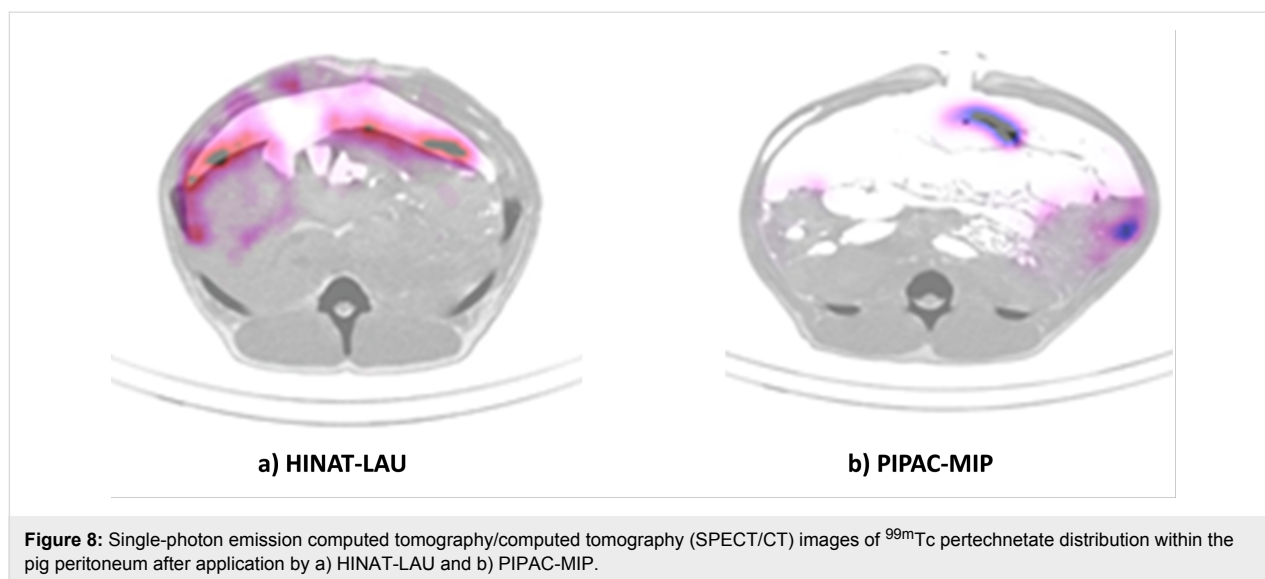 a) HINAT-LAU
b) PIPAC-MIP
Figure 8: Single-photon emission computed tomography/computed tomography (SPECT/CT) images of 99mTc pertechnetate distribution within the
pig peritoneum after application by a) HINAT-LAU and b) PIPAC-MIP.